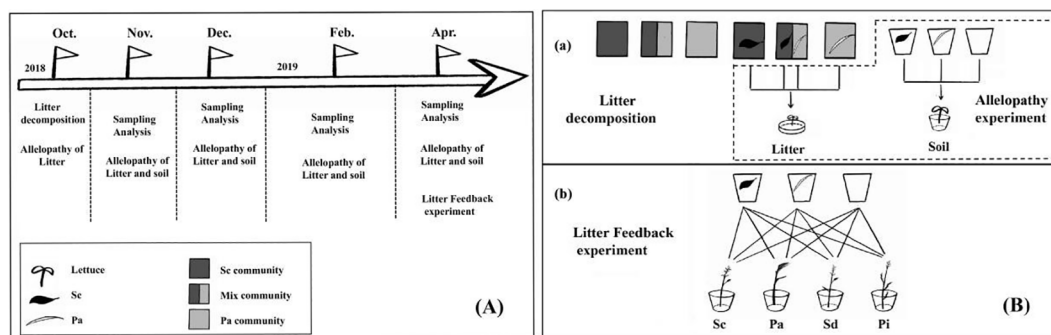 Oct.
Nov.
Dec.
Feb.
Apr.
2018
2019
Litter
decomposition
Allelopathy of
Litter
Sampling
Analysis
Allelopathy of
Litter and soil
Sampling
Analysis
Allelopathy of
Litter and soil
Sampling
Analysis
Allelopathy of
Litter and soil
Sampling
Analysis
Allelopathy of
Litter and soil
Litter Feedback
experiment
Lettuce
Sc
Pa
Sc community
Mix community
Pa community
(A)
(a)
Litter
decomposition
Litter
Allelopathy
experiment
Soil
(b)
Litter Feedback
experiment
Sc
Pa
Sd
Pi
(B)